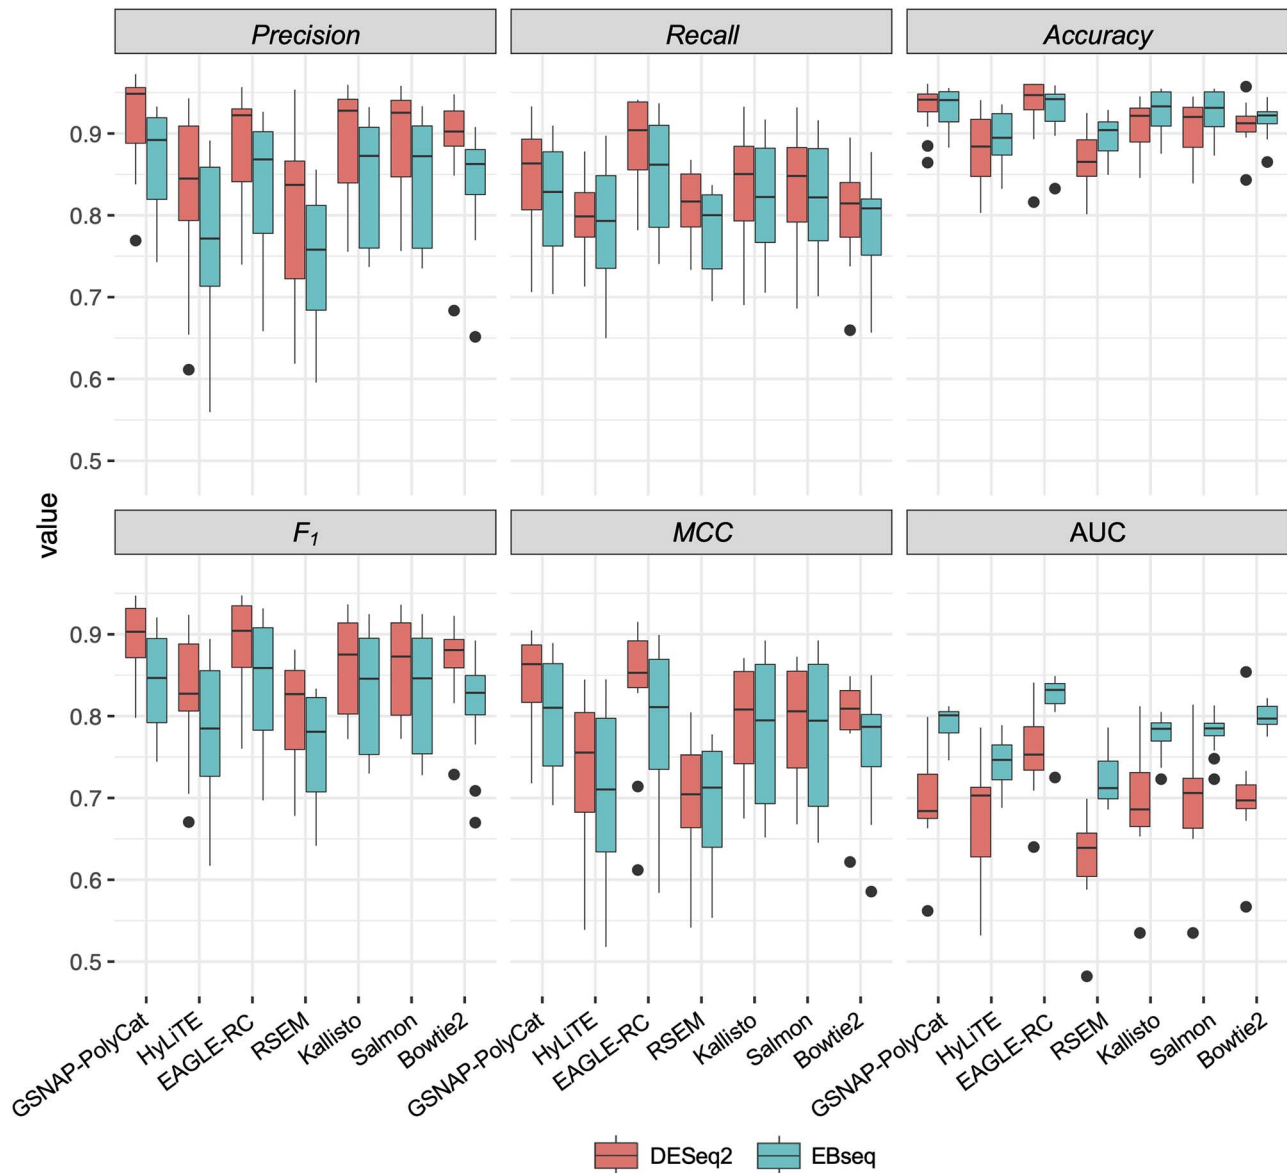 Precision
Recall
Accuracy
0.9
0.8
0.7
0.6
0.5
value
F1
MCC
AUC
0.9
0.8
0.7
0.6
0.5
GSNAP-PolyCat
HyLiTE
EAGLE-RC
RSEM
Kallisto
Salmon
Bowtie2
GSNAP-PolyCat
HyLiTE
EAGLE-RC
RSEM
Kallisto
Salmon
Bowtie2
GSNAP-PolyCat
HyLiTE
EAGLE-RC
RSEM
Kallisto
Salmon
Bowtie2
DESeq2
EBseq